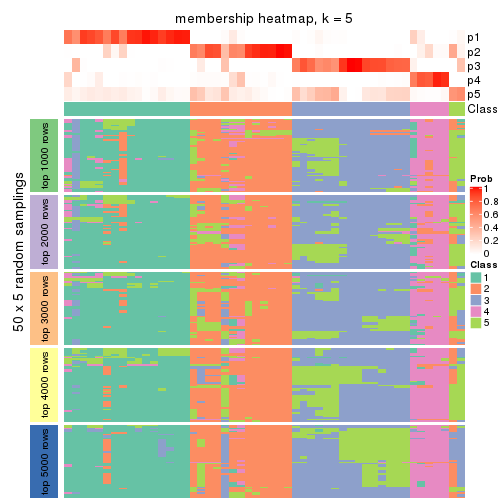 membership heatmap, k = 5
p1
p2
p3
p4
p5
Class
50 x 5 random samplings
top 1000 rows
top 2000 rows
top 3000 rows
top 4000 rows
top 5000 rows
Prob
1
0.8
0.6
0.4
0.2
0
Class
1
2
3
4
5